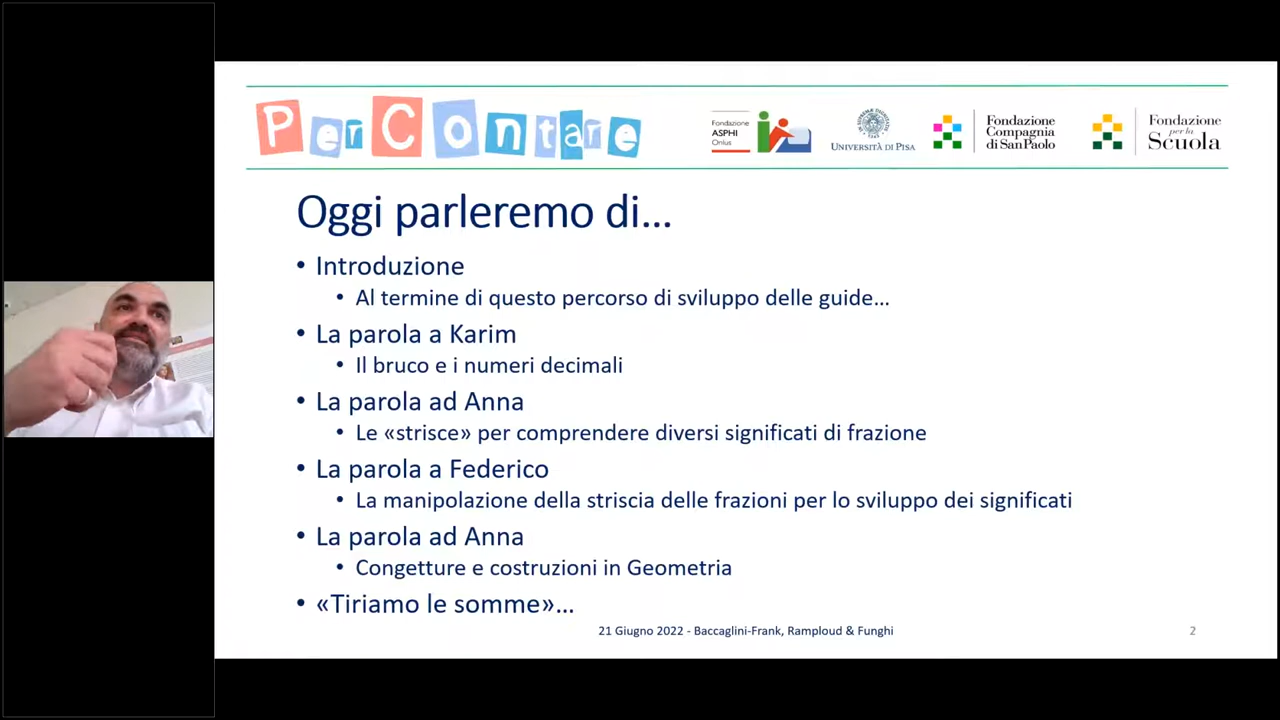 PerContare
Fondazione
ASPHI
Onlus
UNIVERSITÀ DI PISA
Fondazione
Compagnia
di SanPaolo
Fondazione
per la
Scuola
Oggi parleremo di...
• Introduzione
• Al termine di questo percorso di sviluppo delle guide...
• La parola a Karim
• Il bruco e i numeri decimali
• La parola ad Anna
• Le «strisce» per comprendere diversi significati di frazione
• La parola a Federico
• La manipolazione della striscia delle frazioni per lo sviluppo dei significati
• La parola ad Anna
• Congetture e costruzioni in Geometria
• «Tiriamo le somme»...
21 Giugno 2022 - Baccaglini-Frank, Ramploud & Funghi
2